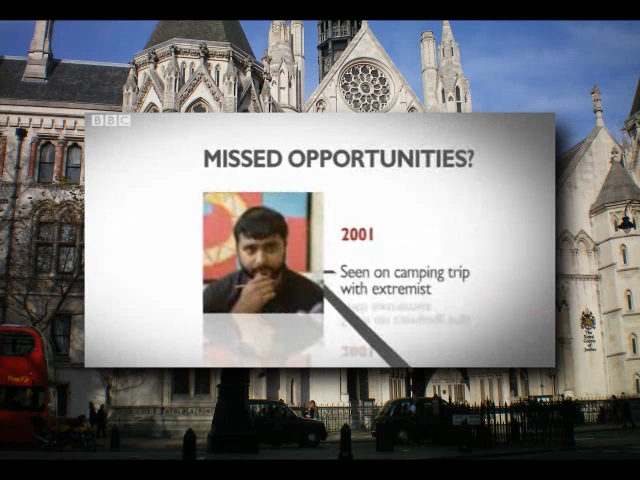 BBC
MISSED OPPORTUNITIES?
2001
Seen on camping trip
with extremist